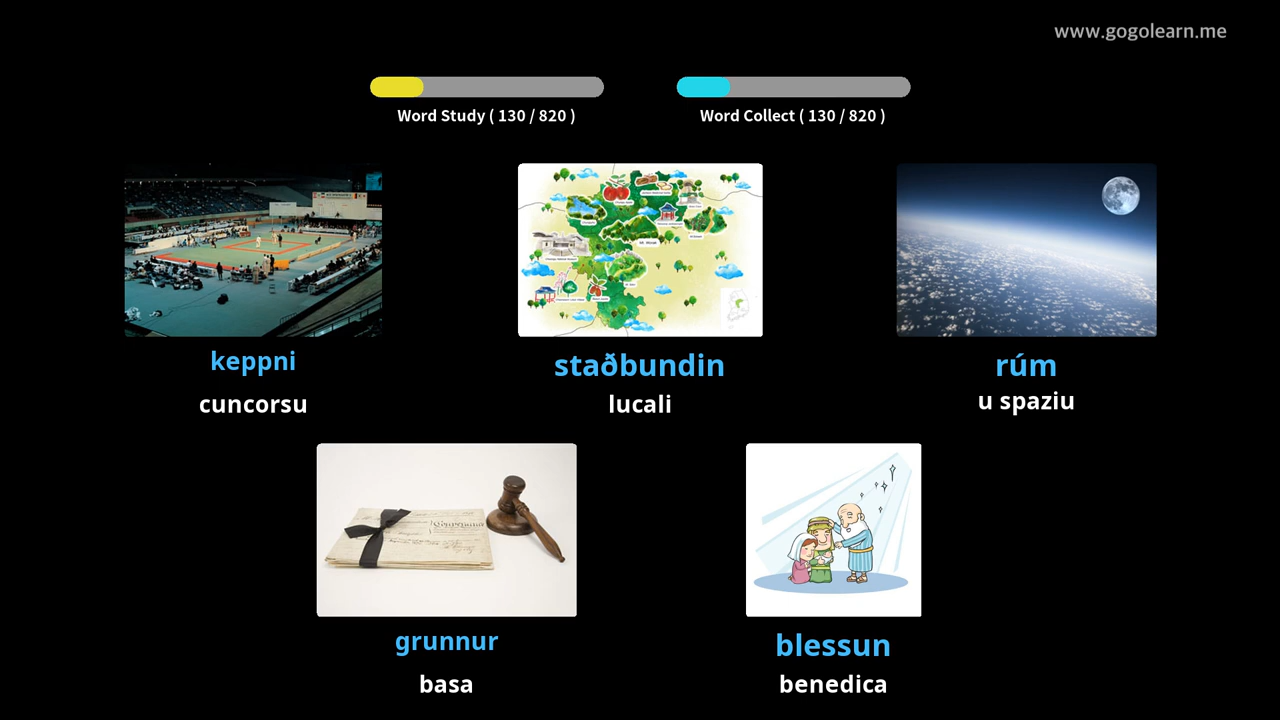 www.gogolearn.me
Word Study ( 130 / 820 )
Word Collect ( 130 / 820 )
keppni
cuncorsu
staðbundin
lucali
rúm
u spaziu
grunnur
basa
blessun
benedica